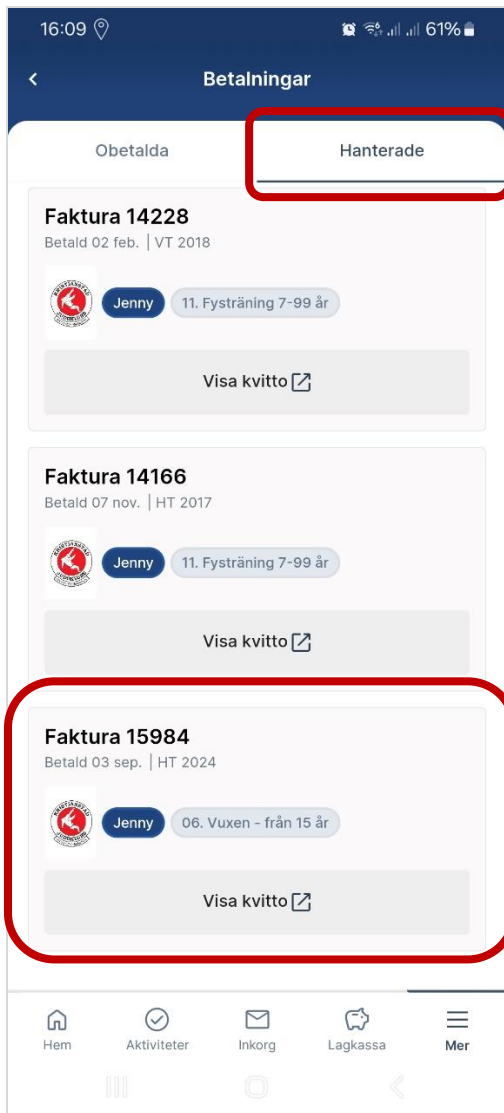 16:09 61%
Betalningar
Obetalda Hanterade
Faktura 14228
Betald 02 feb. | VT 2018
Jenny 11. Fysträning 7-99 år
Visa kvitto
Faktura 14166
Betald 07 nov. | HT 2017
Jenny 11. Fysträning 7-99 år
Visa kvitto
Faktura 15984
Betald 03 sep. | HT 2024
Jenny 06. Vuxen - från 15 år
Visa kvitto
Hem Aktiviteter Inkorg Lagkassa Mer